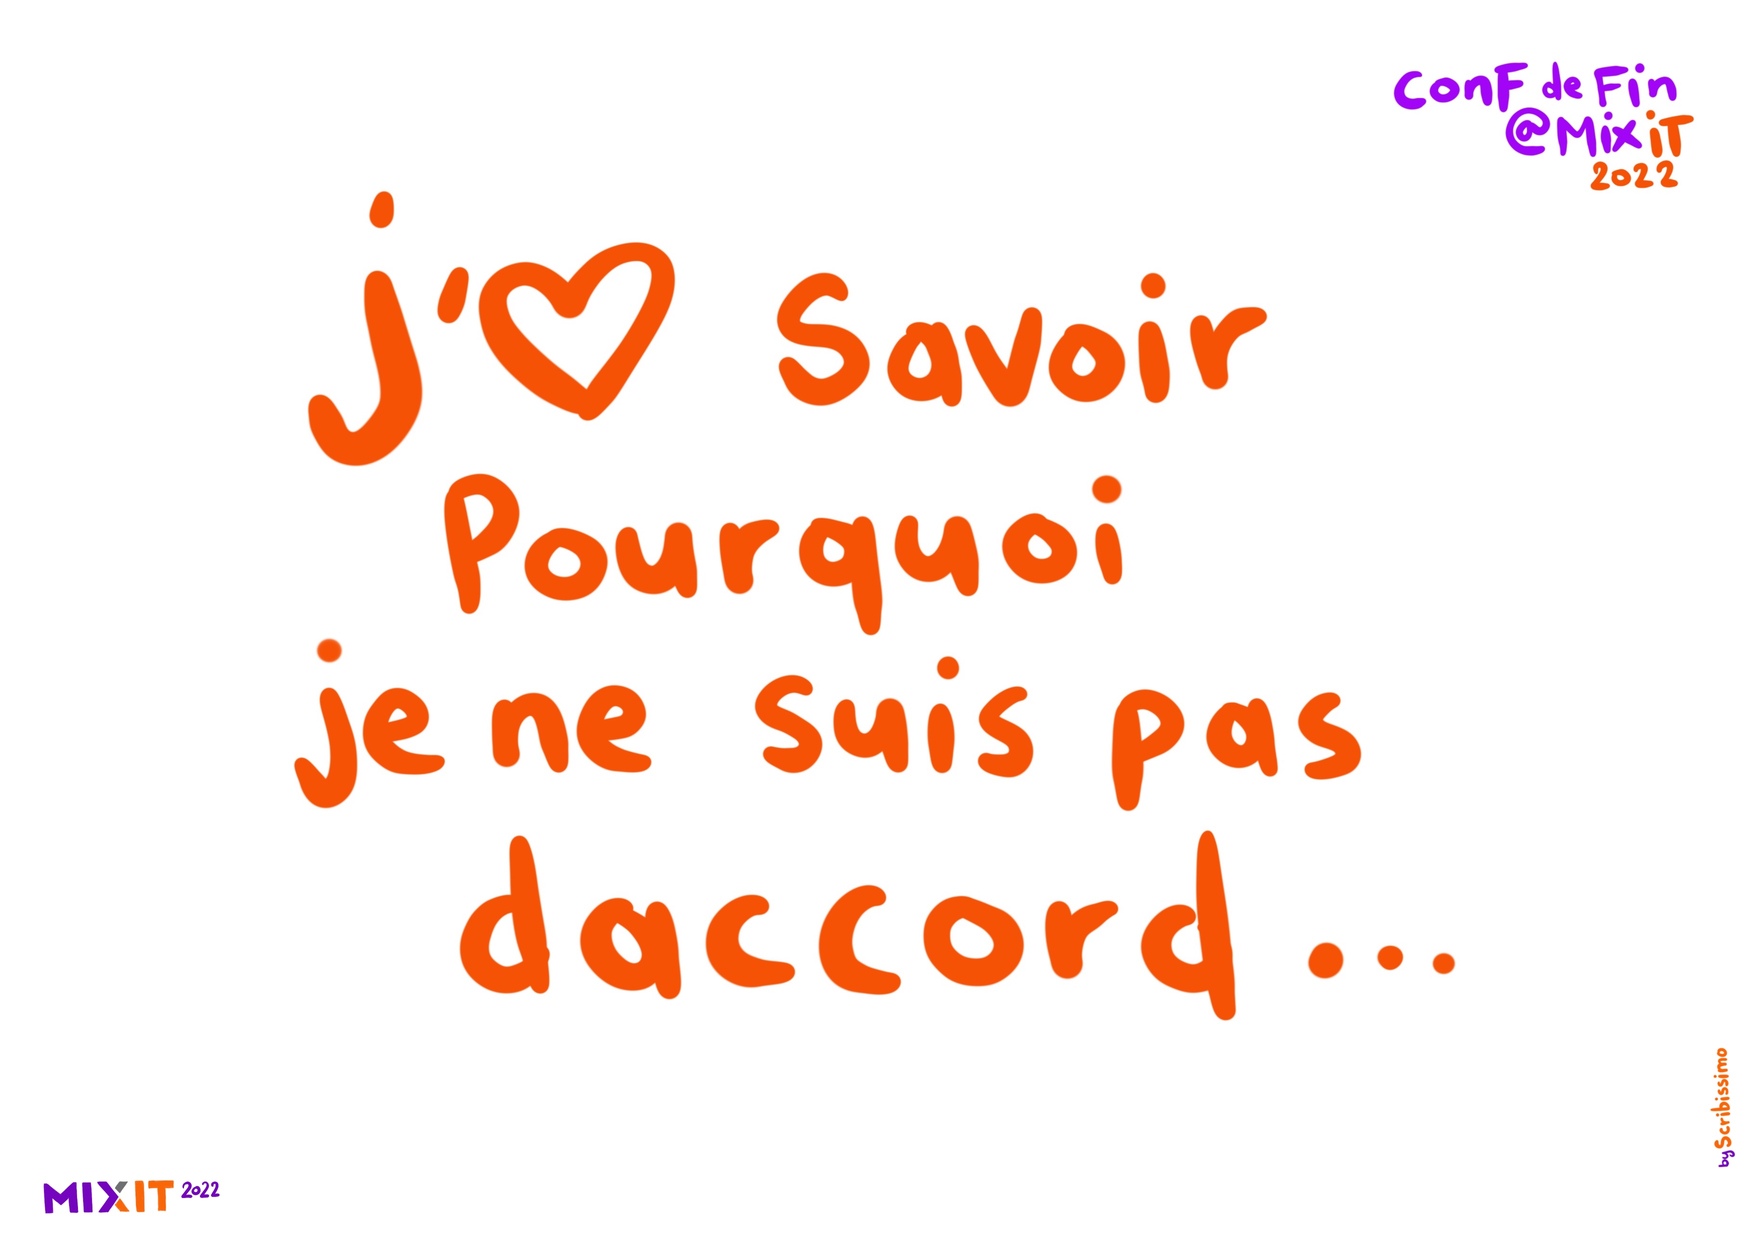 Conf de Fin
@MixiT
2022
j'♡ Savoir
Pourquoi
je ne suis pas
daccord...
by Scribissimo
MIXIT 2022